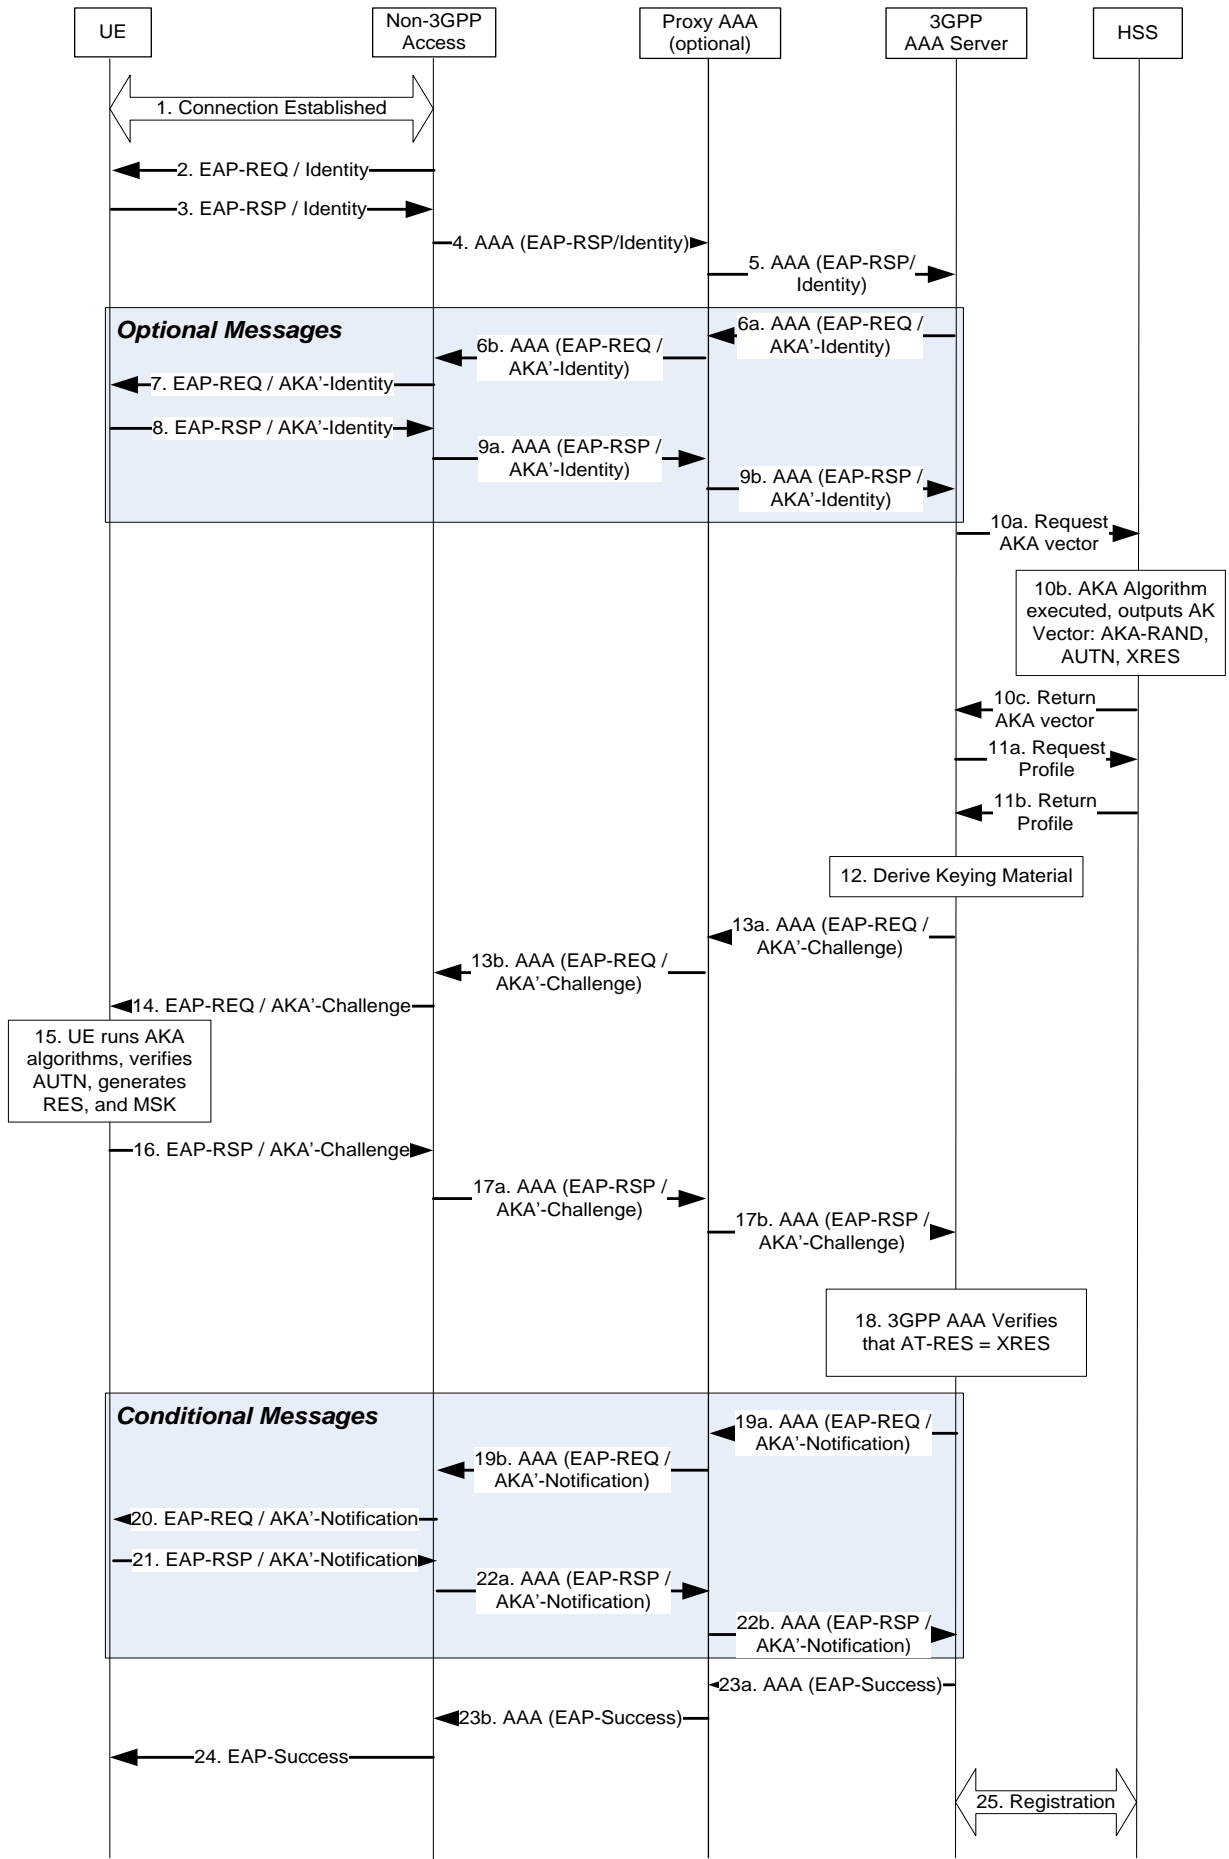 UE
Non-3GPP
Access
Proxy AAA
(optional)
3GPP
AAA Server
HSS
1. Connection Established
2. EAP-REQ / Identity
3. EAP-RSP / Identity
4. AAA (EAP-RSP/Identity)
5. AAA (EAP-RSP/
Identity)
Optional Messages
6a. AAA (EAP-REQ /
AKA'-Identity)
6b. AAA (EAP-REQ /
AKA'-Identity)
7. EAP-REQ / AKA'-Identity
8. EAP-RSP / AKA'-Identity
9a. AAA (EAP-RSP /
AKA'-Identity)
9b. AAA (EAP-RSP /
AKA'-Identity)
10a. Request
AKA vector
10b. AKA Algorithm
executed, outputs AK
Vector: AKA-RAND,
AUTN, XRES
10c. Return
AKA vector
11a. Request
Profile
11b. Return
Profile
12. Derive Keying Material
13a. AAA (EAP-REQ /
AKA'-Challenge)
13b. AAA (EAP-REQ /
AKA'-Challenge)
14. EAP-REQ / AKA'-Challenge
15. UE runs AKA
algorithms, verifies
AUTN, generates
RES, and MSK
16. EAP-RSP / AKA'-Challenge
17a. AAA (EAP-RSP /
AKA'-Challenge)
17b. AAA (EAP-RSP /
AKA'-Challenge)
18. 3GPP AAA Verifies
that AT-RES = XRES
Conditional Messages
19a. AAA (EAP-REQ /
AKA'-Notification)
19b. AAA (EAP-REQ /
AKA'-Notification)
20. EAP-REQ / AKA'-Notification
21. EAP-RSP / AKA'-Notification
22a. AAA (EAP-RSP /
AKA'-Notification)
22b. AAA (EAP-RSP /
AKA'-Notification)
23a. AAA (EAP-Success)
23b. AAA (EAP-Success)
24. EAP-Success
25. Registration